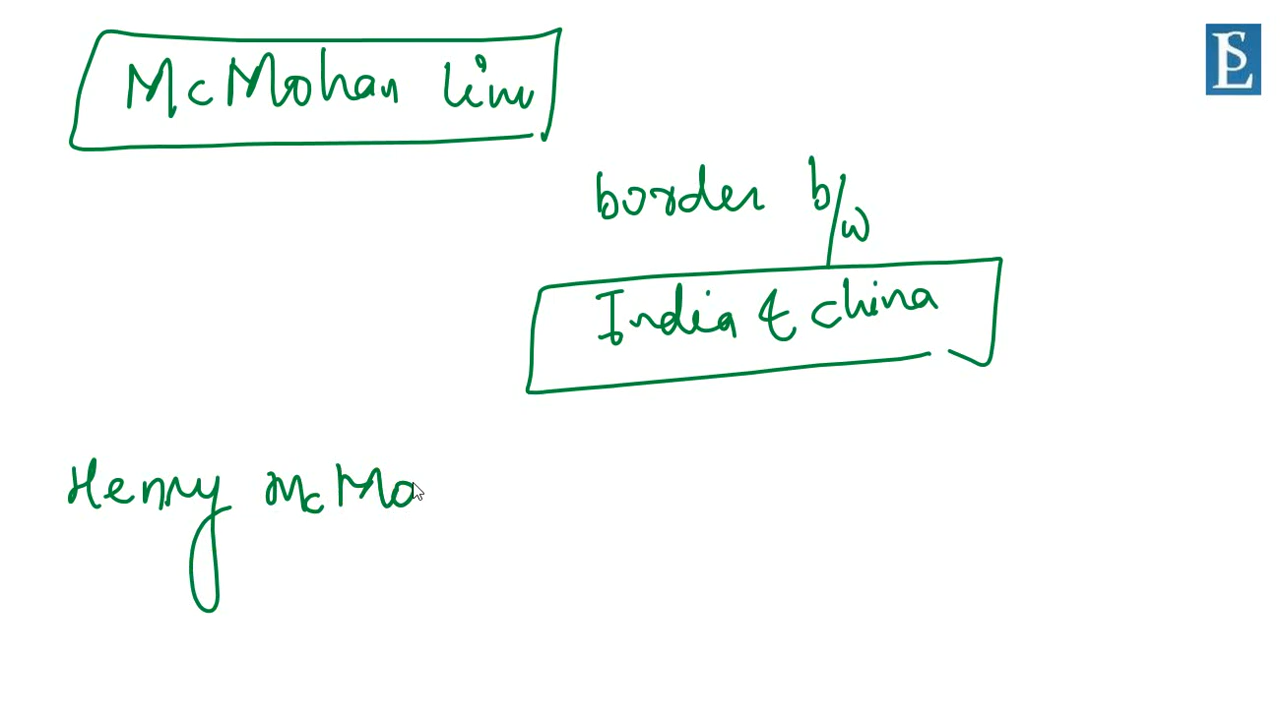 McMohan line
border b/w
India & china
Henry McMo